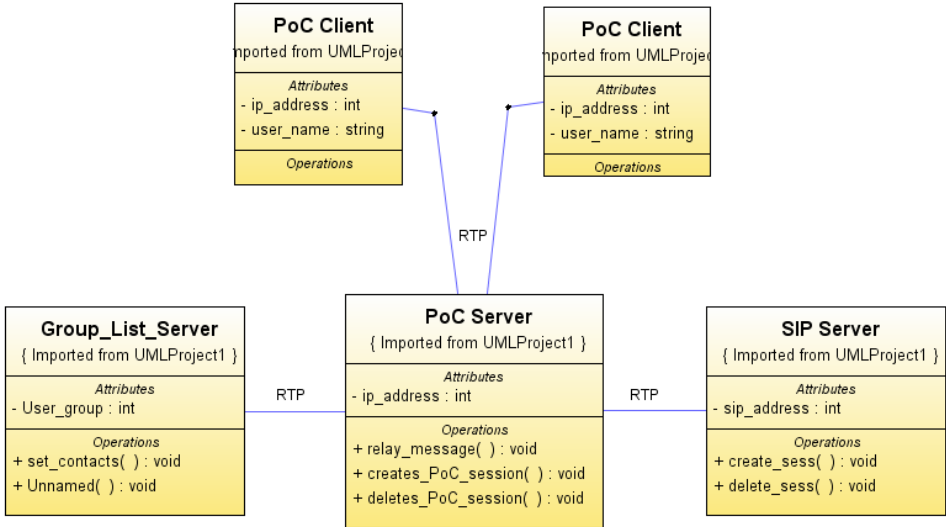 PoC Client
mported from UMLProjec
Attributes
- ip_address : int
- user_name : string
Operations
PoC Client
mported from UMLProjec
Attributes
- ip_address : int
- user_name : string
Operations
RTP
Group_List_Server
{ Imported from UMLProject1 }
Attributes
- User_group : int
Operations
+ set_contacts( ) : void
+ Unnamed( ) : void
RTP
PoC Server
{ Imported from UMLProject1 }
Attributes
- ip_address : int
Operations
+ relay_message( ) : void
+ creates_PoC_session( ) : void
+ deletes_PoC_session( ) : void
RTP
SIP Server
{ Imported from UMLProject1 }
Attributes
- sip_address : int
Operations
+ create_sess( ) : void
+ delete_sess( ) : void